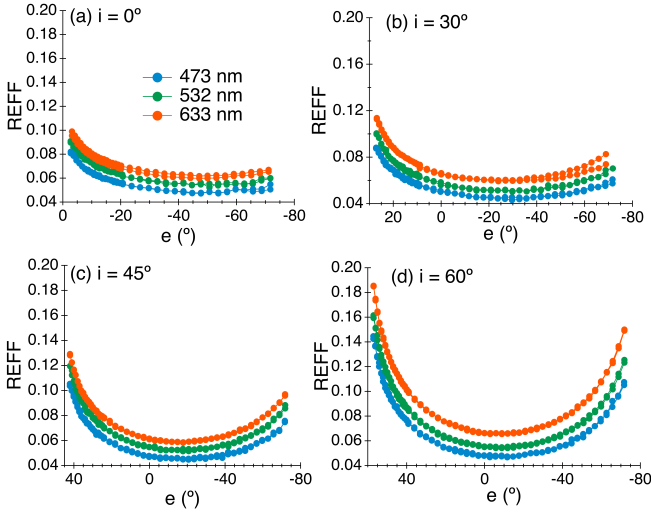 (a) i = 0º
0.20
0.18
0.16
0.14
0.12
0.10
0.08
0.06
0.04
REFF
473 nm
532 nm
633 nm
0 -20 -40 -60 -80
e (º)
(b) i = 30º
0.20
0.16
0.12
0.08
0.04
REFF
20 0 -20 -40 -60 -80
e (º)
(c) i = 45º
0.20
0.18
0.16
0.14
0.12
0.10
0.08
0.06
0.04
REFF
40 0 -40 -80
e (º)
(d) i = 60º
0.20
0.18
0.16
0.14
0.12
0.10
0.08
0.06
0.04
REFF
40 0 -40 -80
e (º)